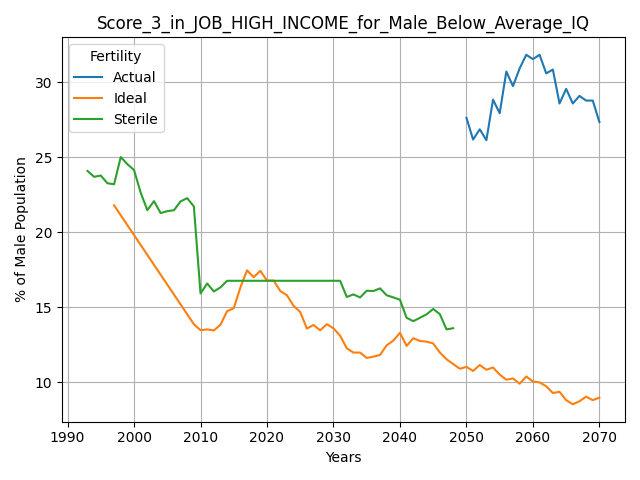 Score_3_in_JOB_HIGH_INCOME_for_Male_Below_Average_IQ
Fertility
Actual
Ideal
Sterile
% of Male Population
30
25
20
15
10
1990 2000 2010 2020 2030 2040 2050 2060 2070
Years